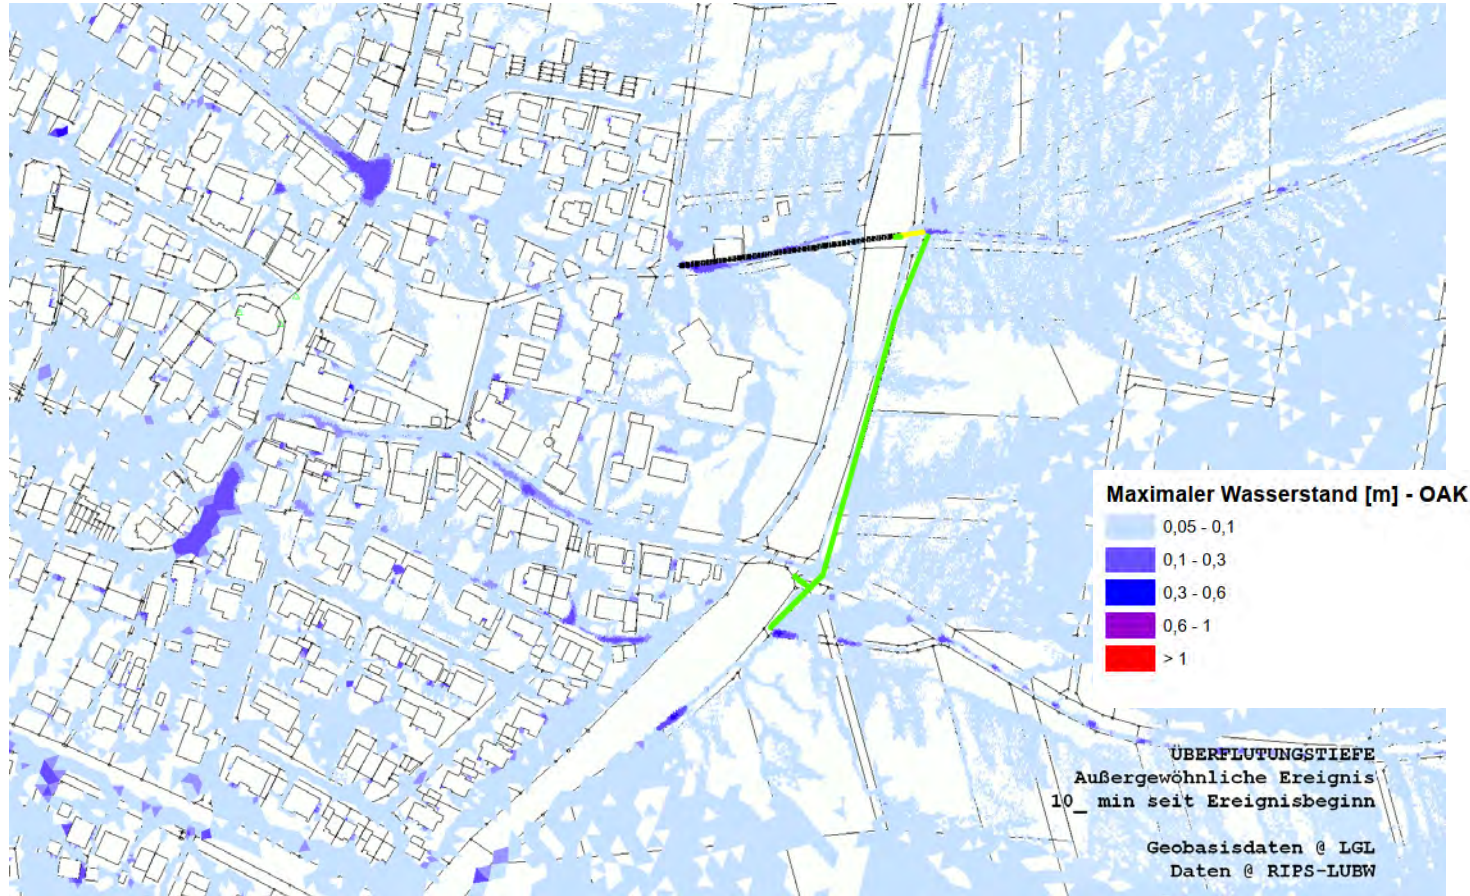 Maximaler Wasserstand [m] - OAK
0,05 - 0,1
0,1 - 0,3
0,3 - 0,6
0,6 - 1
> 1
ÜBERFLUTUNGSTIEFE
Außergewöhnliche Ereignis
10_ min seit Ereignisbeginn
Geobasisdaten @ LGL
Daten @ RIPS-LUBW